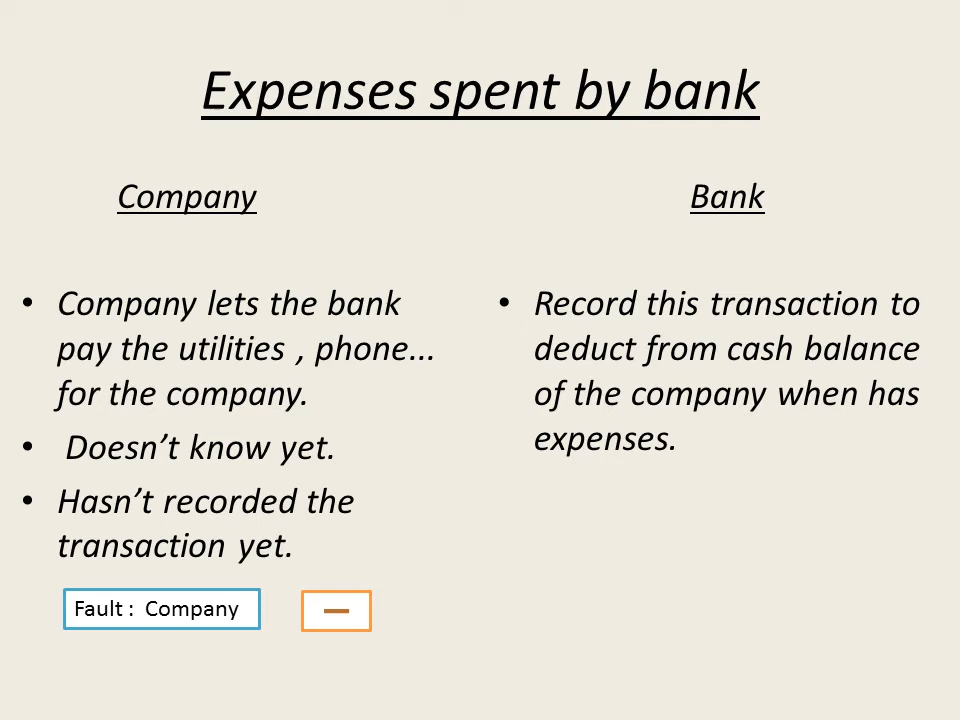 Expenses spent by bank
Company
Bank
• Company lets the bank
pay the utilities , phone...
for the company.
• Doesn’t know yet.
• Hasn’t recorded the
transaction yet.
• Record this transaction to
deduct from cash balance
of the company when has
expenses.
Fault : Company
–